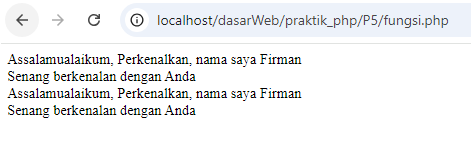 localhost/dasarWeb/praktik_php/P5/fungsi.php
Assalamualaikum, Perkenalkan, nama saya Firman
Senang berkenalan dengan Anda
Assalamualaikum, Perkenalkan, nama saya Firman
Senang berkenalan dengan Anda